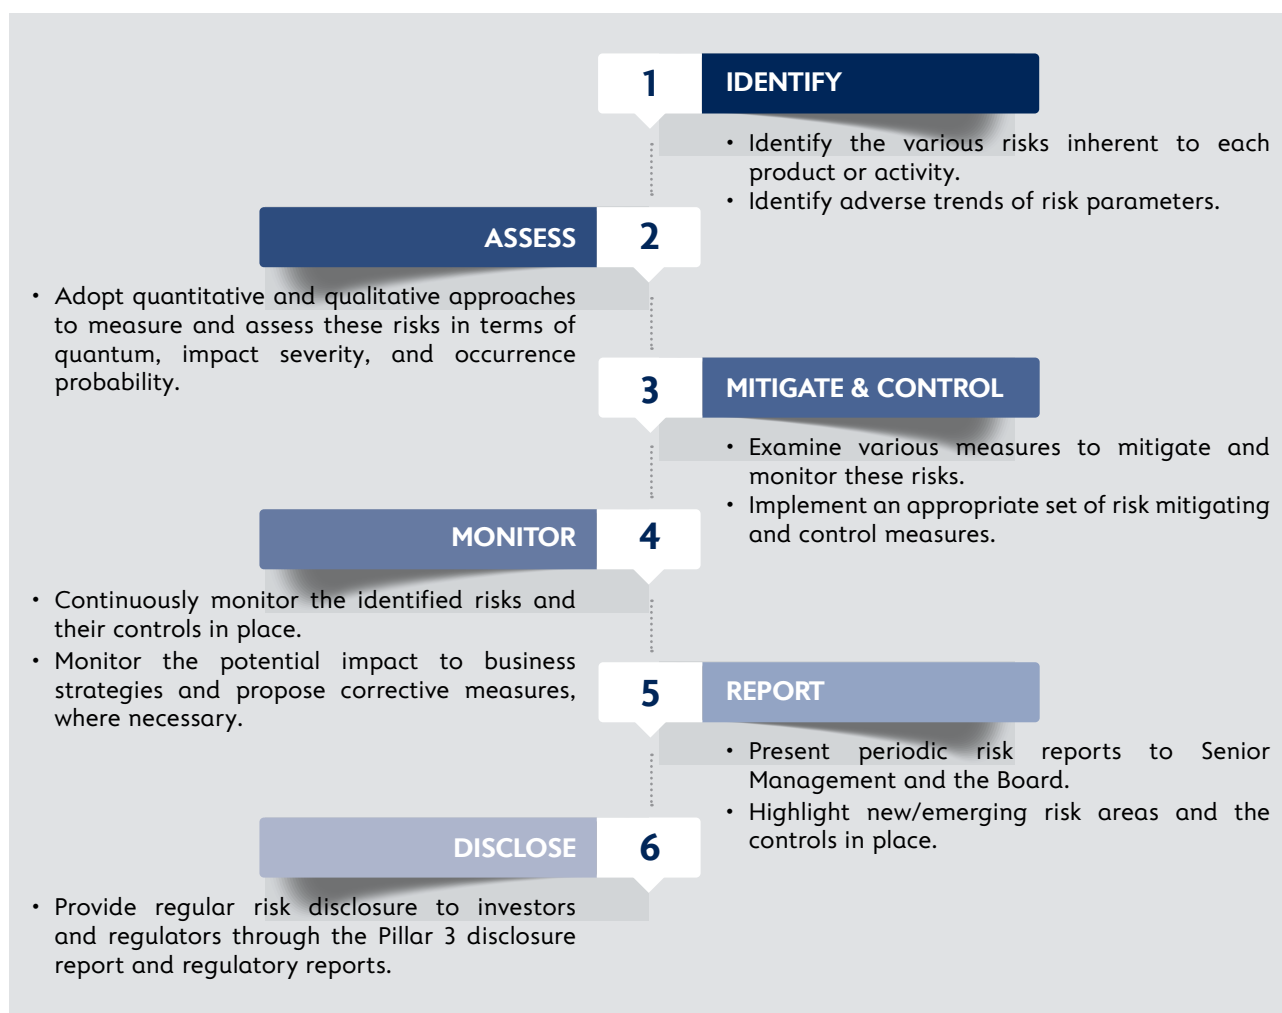 1
IDENTIFY
• Identify the various risks inherent to each
product or activity.
• Identify adverse trends of risk parameters.
ASSESS
2
• Adopt quantitative and qualitative approaches
to measure and assess these risks in terms of
quantum, impact severity, and occurrence
probability.
3
MITIGATE & CONTROL
• Examine various measures to mitigate and
monitor these risks.
• Implement an appropriate set of risk mitigating
and control measures.
MONITOR
4
• Continuously monitor the identified risks and
their controls in place.
• Monitor the potential impact to business
strategies and propose corrective measures,
where necessary.
5
REPORT
• Present periodic risk reports to Senior
Management and the Board.
• Highlight new/emerging risk areas and the
controls in place.
DISCLOSE
6
• Provide regular risk disclosure to investors
and regulators through the Pillar 3 disclosure
report and regulatory reports.